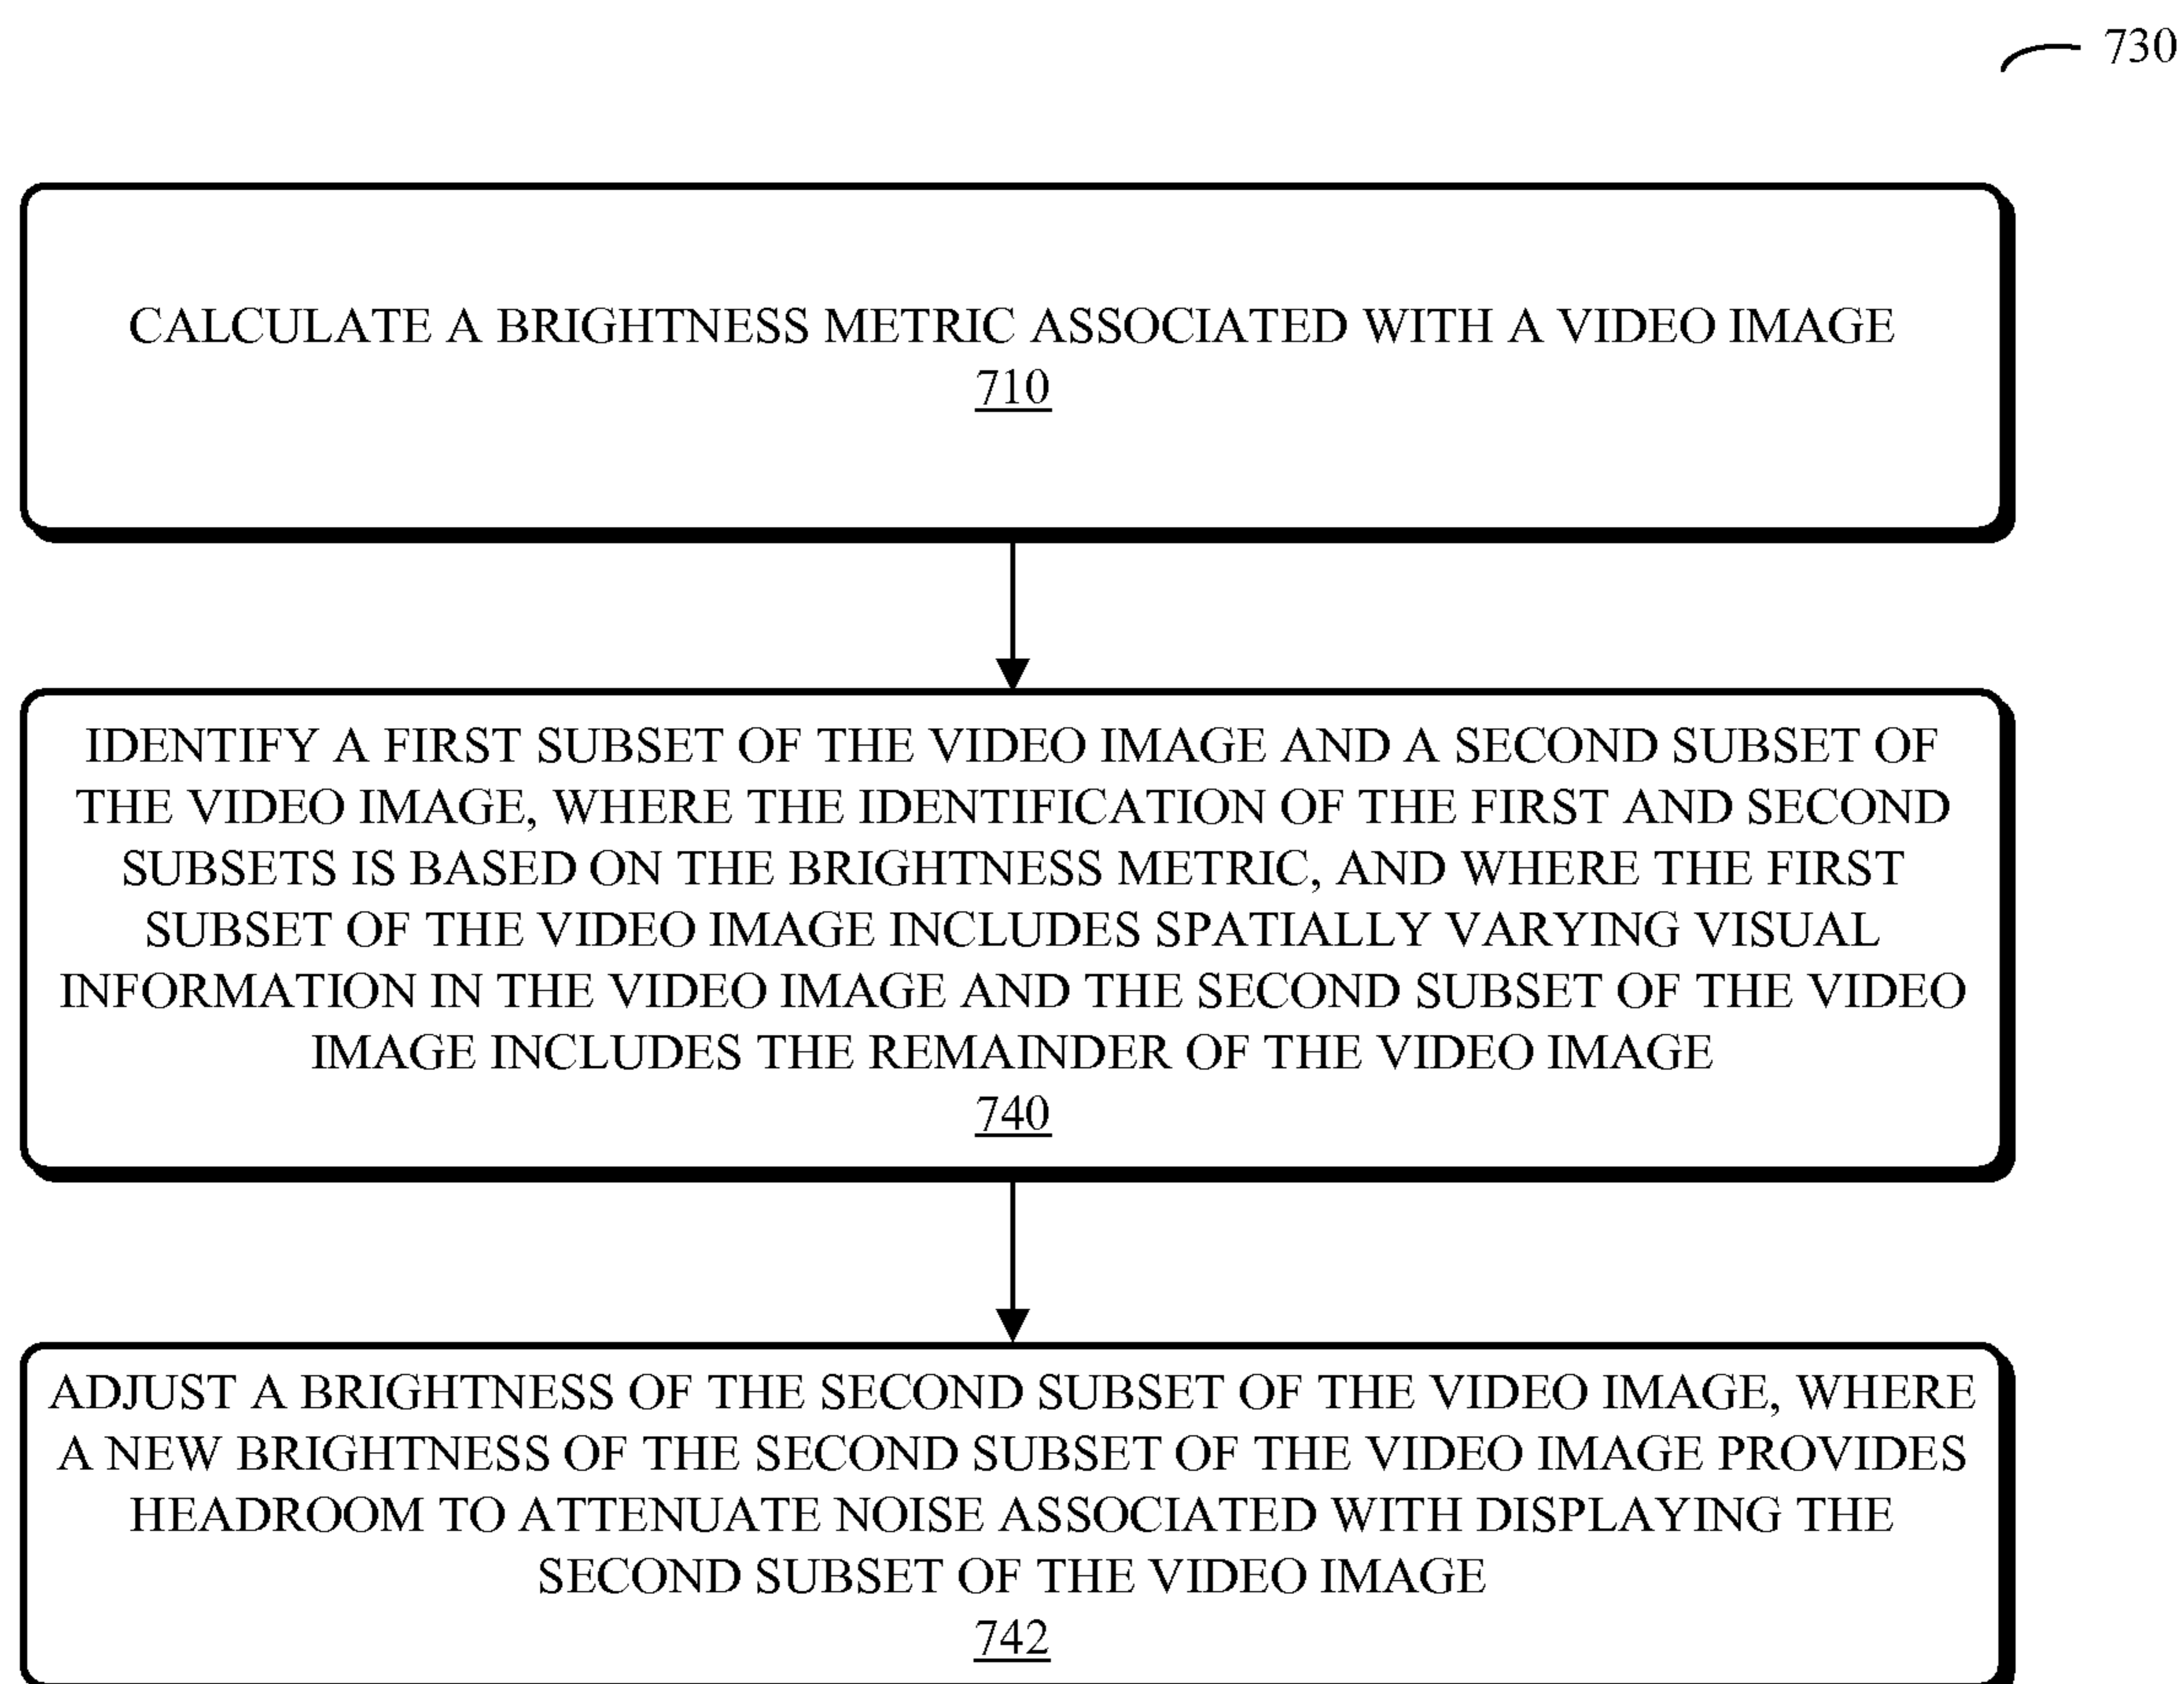 730
CALCULATE A BRIGHTNESS METRIC ASSOCIATED WITH A VIDEO IMAGE
710
IDENTIFY A FIRST SUBSET OF THE VIDEO IMAGE AND A SECOND SUBSET OF
THE VIDEO IMAGE, WHERE THE IDENTIFICATION OF THE FIRST AND SECOND
SUBSETS IS BASED ON THE BRIGHTNESS METRIC, AND WHERE THE FIRST
SUBSET OF THE VIDEO IMAGE INCLUDES SPATIALLY VARYING VISUAL
INFORMATION IN THE VIDEO IMAGE AND THE SECOND SUBSET OF THE VIDEO
IMAGE INCLUDES THE REMAINDER OF THE VIDEO IMAGE
740
ADJUST A BRIGHTNESS OF THE SECOND SUBSET OF THE VIDEO IMAGE, WHERE
A NEW BRIGHTNESS OF THE SECOND SUBSET OF THE VIDEO IMAGE PROVIDES
HEADROOM TO ATTENUATE NOISE ASSOCIATED WITH DISPLAYING THE
SECOND SUBSET OF THE VIDEO IMAGE
742